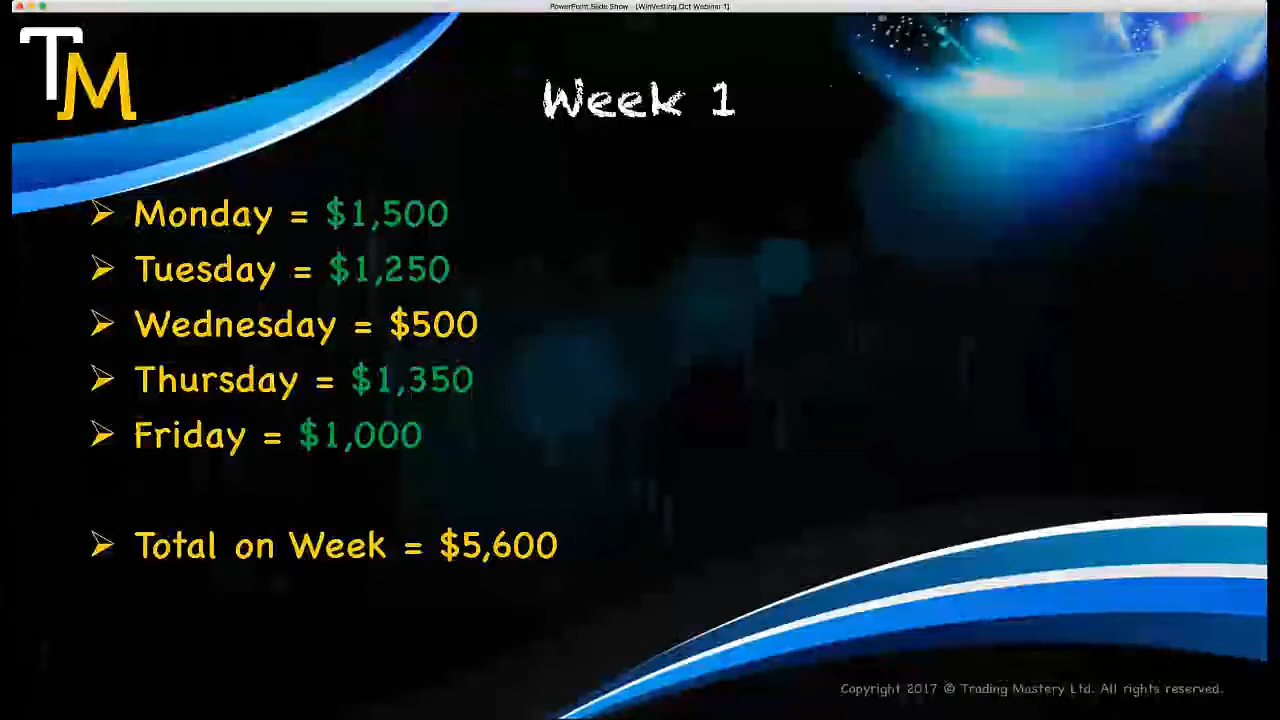 PowerPoint Slide Show - [WinVesting Oct Webinar 1]
TM
Week 1
➢ Monday = $1,500
➢ Tuesday = $1,250
➢ Wednesday = $500
➢ Thursday = $1,350
➢ Friday = $1,000
➢ Total on Week = $5,600
Copyright 2017 © Trading Mastery Ltd. All rights reserved.